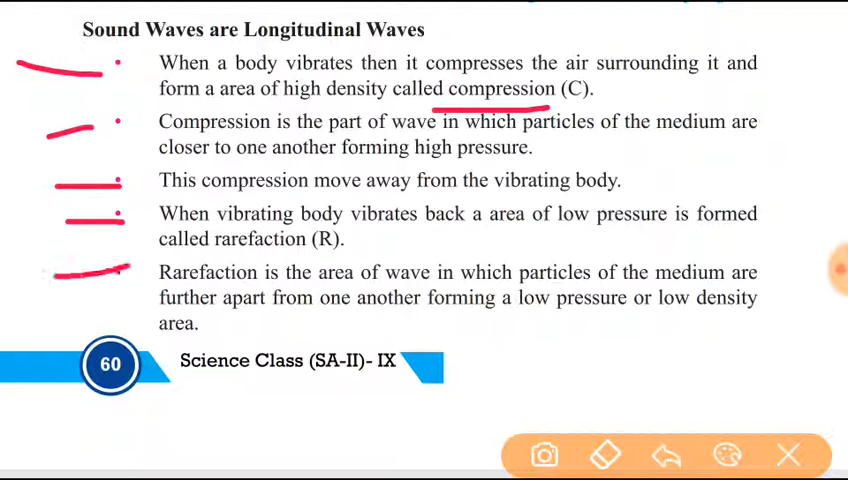 Sound Waves are Longitudinal Waves
• When a body vibrates then it compresses the air surrounding it and
form a area of high density called compression (C).
• Compression is the part of wave in which particles of the medium are
closer to one another forming high pressure.
• This compression move away from the vibrating body.
• When vibrating body vibrates back a area of low pressure is formed
called rarefaction (R).
• Rarefaction is the area of wave in which particles of the medium are
further apart from one another forming a low pressure or low density
area.
60 Science Class (SA-II)- IX